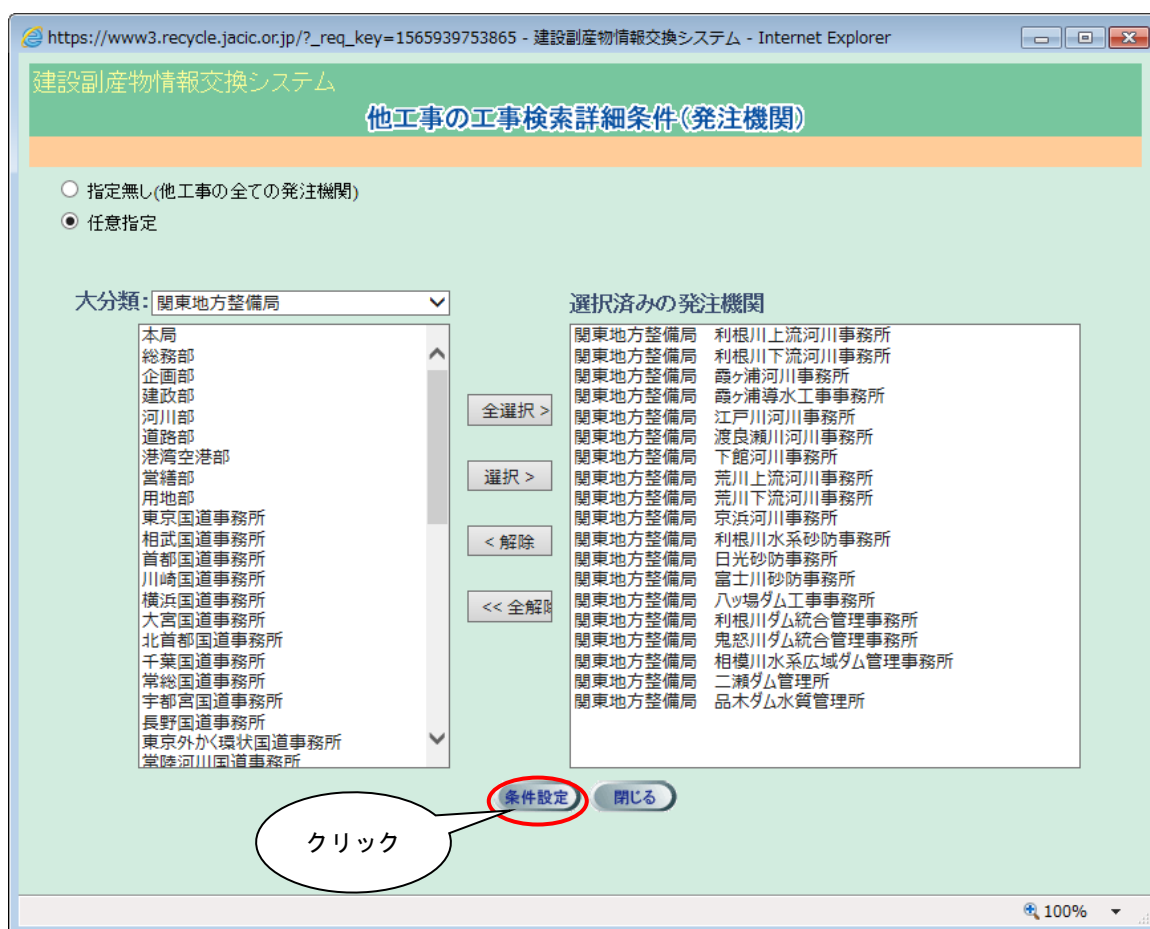 https://www3.recycle.jacic.or.jp/?_req_key=1565939753865 - 建設副産物情報交換システム - Internet Explorer
建設副産物情報交換システム
他工事の工事検索詳細条件(発注機関)
指定無し(他工事の全ての発注機関)
任意指定
大分類: 関東地方整備局
本局
総務部
企画部
建政部
河川部
道路部
港湾空港部
営繕部
用地部
東京国道事務所
相武国道事務所
首都国道事務所
川崎国道事務所
横浜国道事務所
大宮国道事務所
北首都国道事務所
千葉国道事務所
常総国道事務所
宇都宮国道事務所
長野国道事務所
東京外かく環状国道事務所
常陸河川国道事務所
全選択 >
選択 >
< 解除
<< 全解除
選択済みの発注機関
関東地方整備局 利根川上流河川事務所
関東地方整備局 利根川下流河川事務所
関東地方整備局 霞ヶ浦河川事務所
関東地方整備局 霞ヶ浦導水工事事務所
関東地方整備局 江戸川河川事務所
関東地方整備局 渡良瀬川河川事務所
関東地方整備局 下館河川事務所
関東地方整備局 荒川上流河川事務所
関東地方整備局 荒川下流河川事務所
関東地方整備局 京浜河川事務所
関東地方整備局 利根川水系砂防事務所
関東地方整備局 日光砂防事務所
関東地方整備局 富士川砂防事務所
関東地方整備局 八ッ場ダム工事事務所
関東地方整備局 利根川ダム統合管理事務所
関東地方整備局 鬼怒川ダム統合管理事務所
関東地方整備局 相模川水系広域ダム管理事務所
関東地方整備局 二瀬ダム管理所
関東地方整備局 品木ダム水質管理所
条件設定
閉じる
クリック
100%